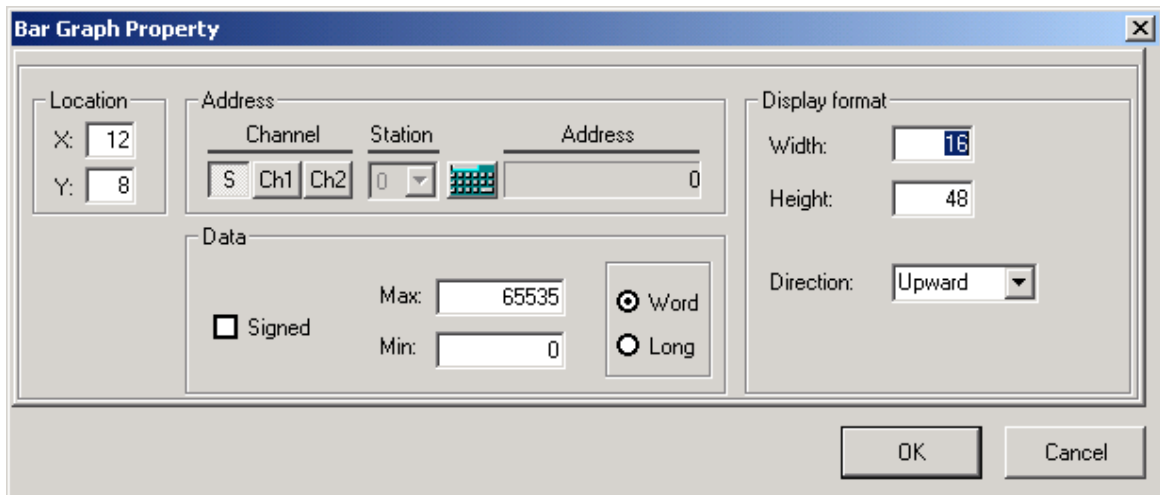 Bar Graph Property
Location
X: 12
Y: 8
Address
Channel Station Address
S Ch1 Ch2 0 0
Data
Signed
Max: 65535
Min: 0
Word
Long
Display format
Width: 16
Height: 48
Direction: Upward
OK Cancel